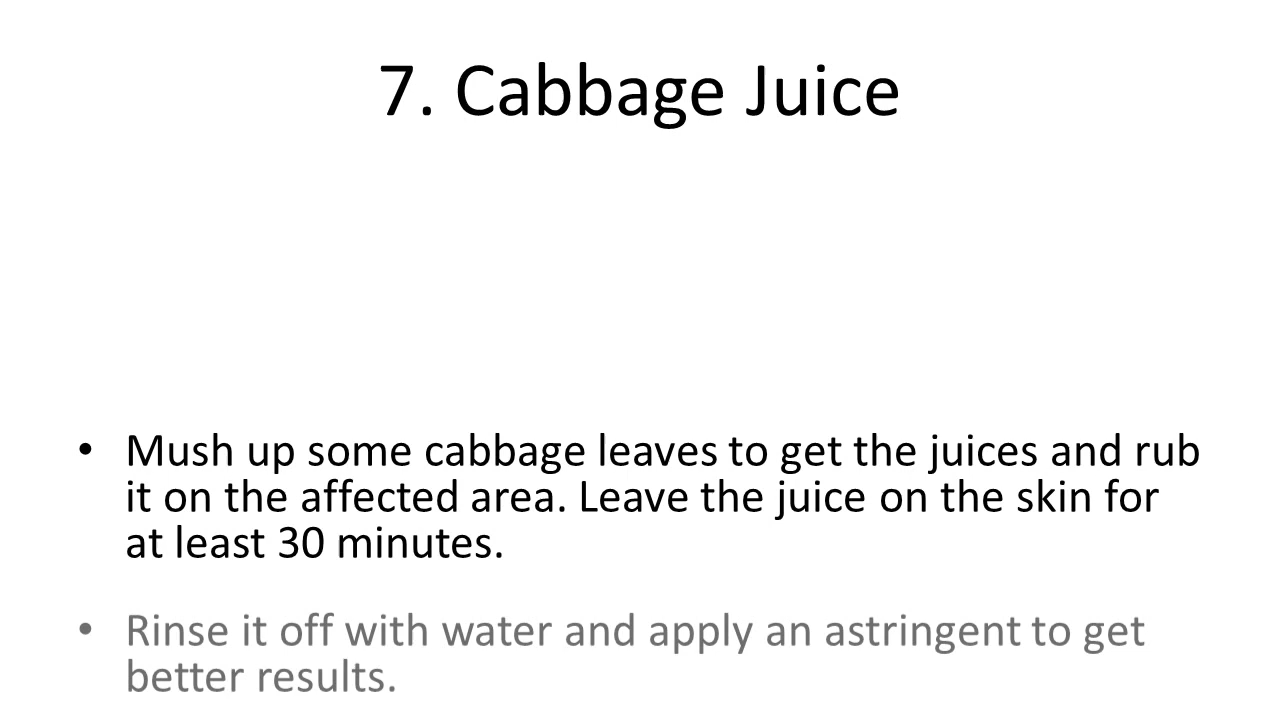 7. Cabbage Juice
• Mush up some cabbage leaves to get the juices and rub
it on the affected area. Leave the juice on the skin for
at least 30 minutes.
• Rinse it off with water and apply an astringent to get
better results.